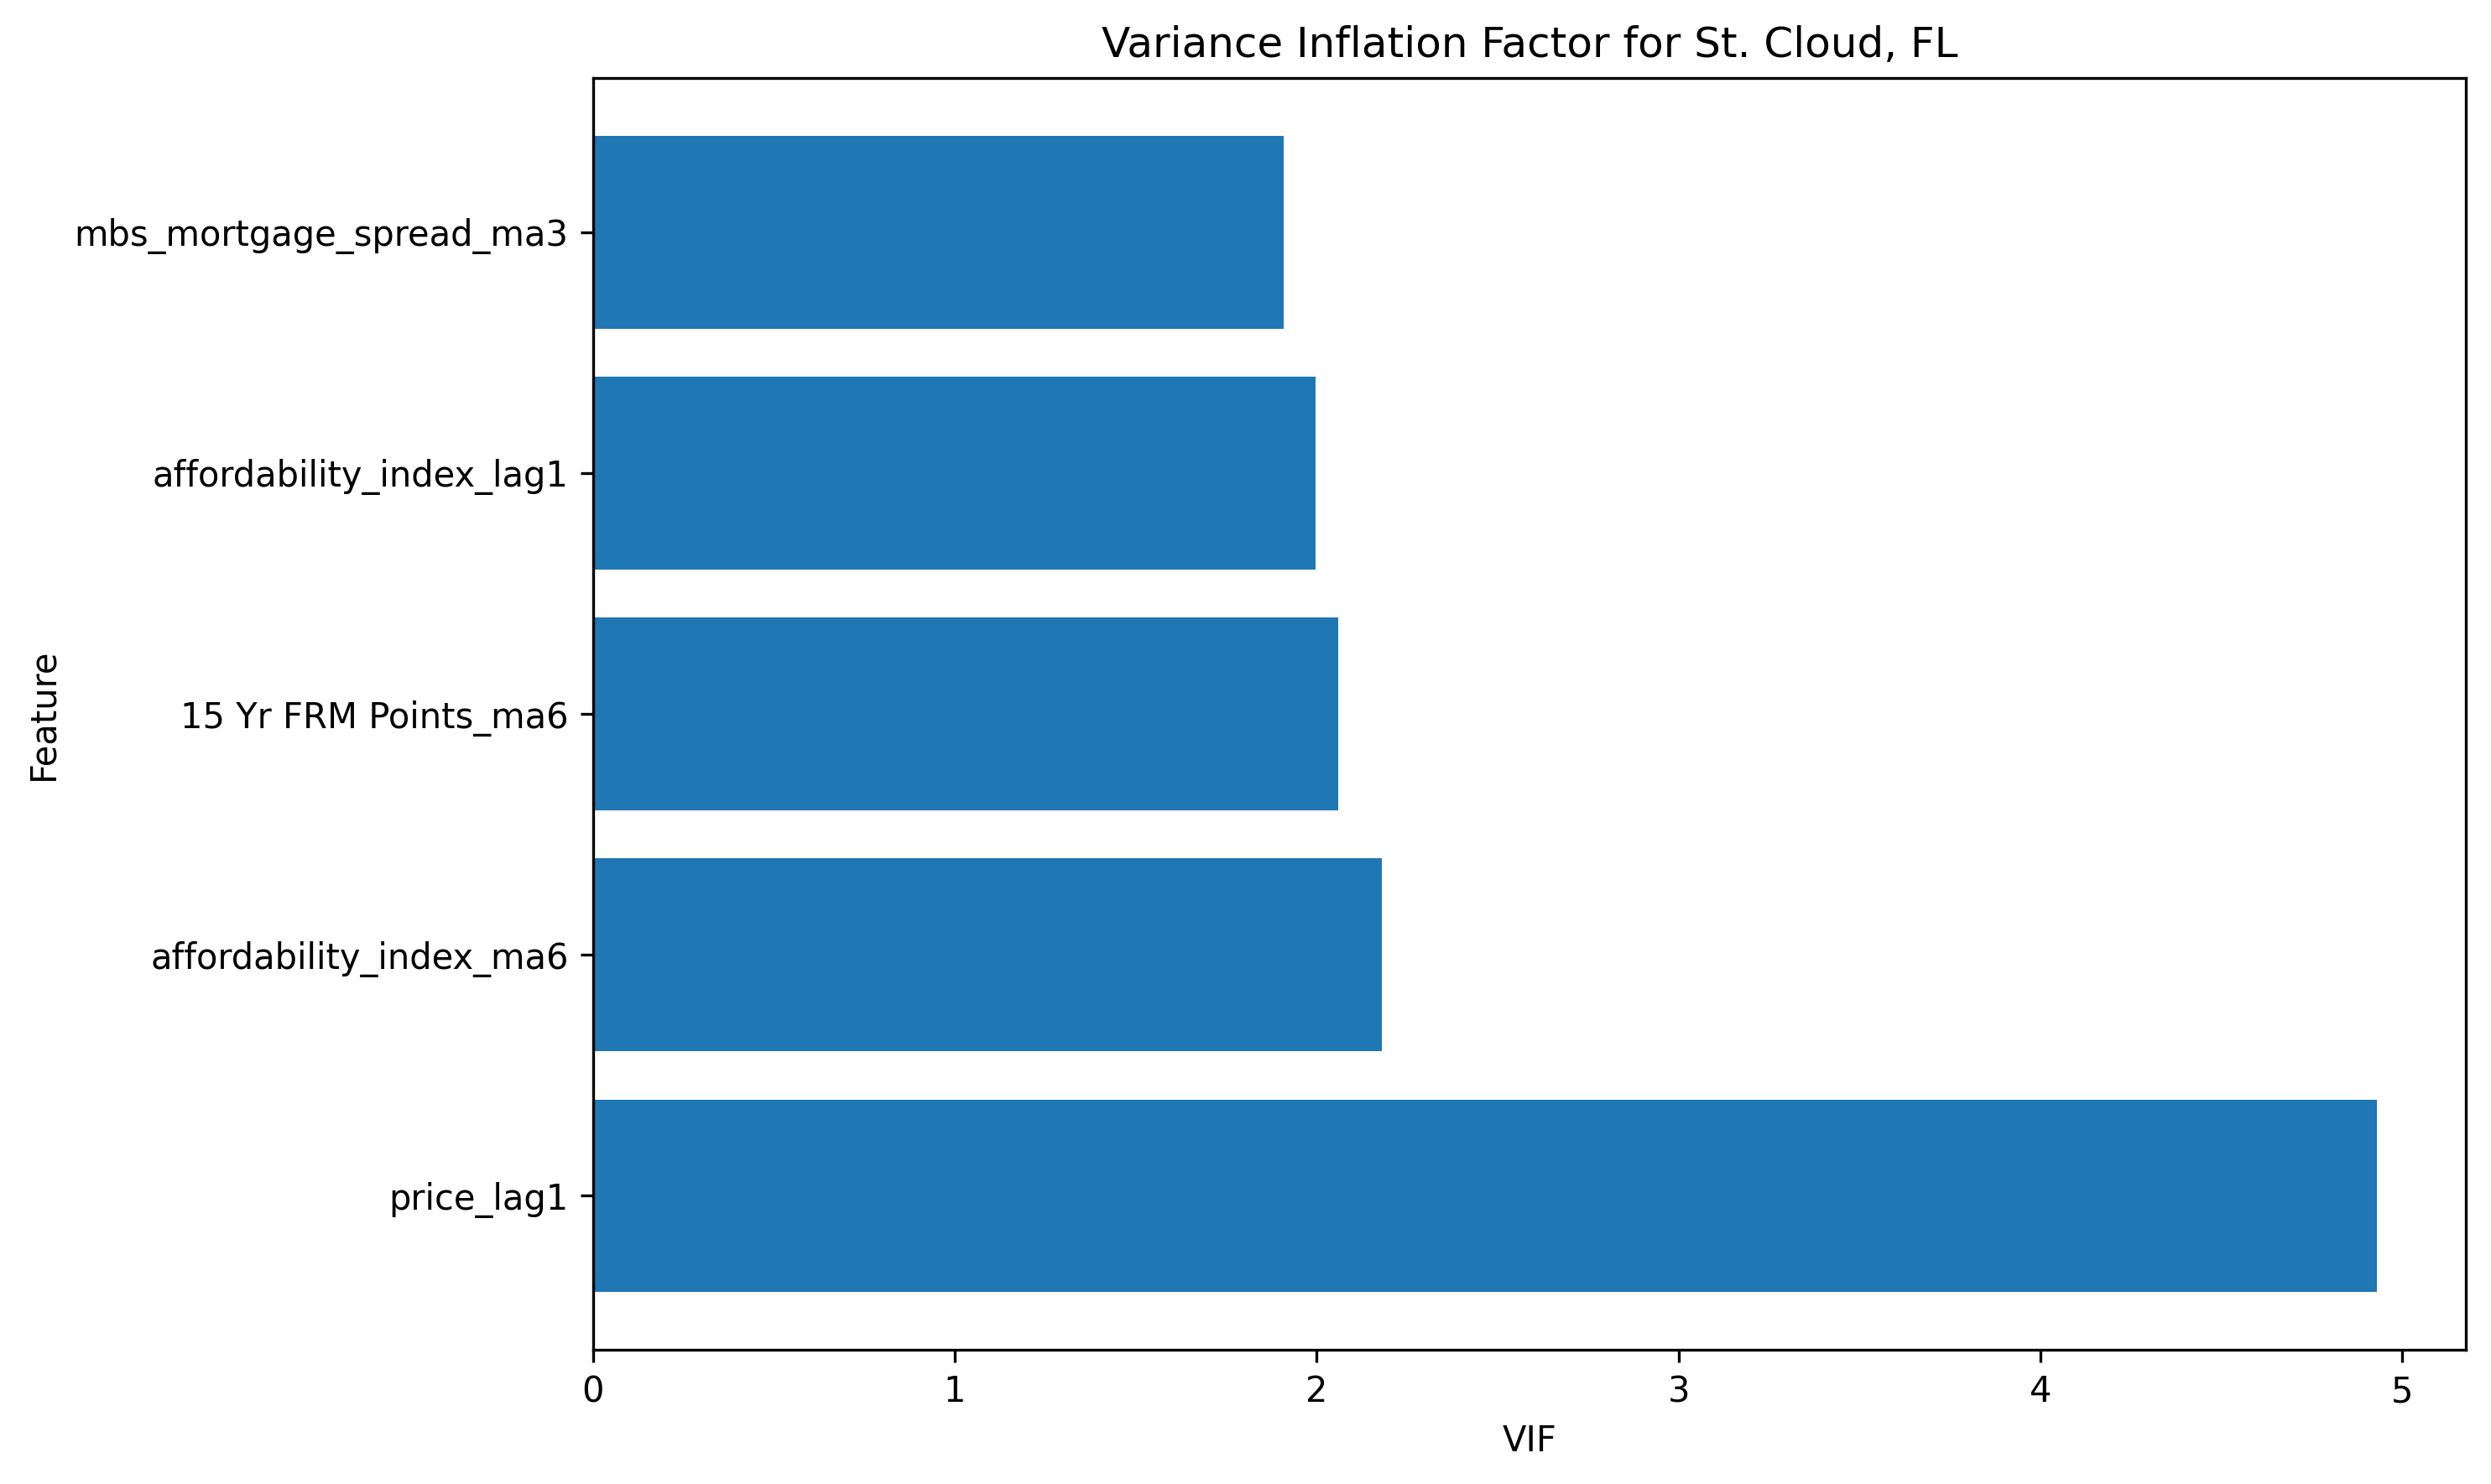 Variance Inflation Factor for St. Cloud, FL
Feature
mbs_mortgage_spread_ma3
affordability_index_lag1
15 Yr FRM Points_ma6
affordability_index_ma6
price_lag1
0 1 2 3 4 5
VIF